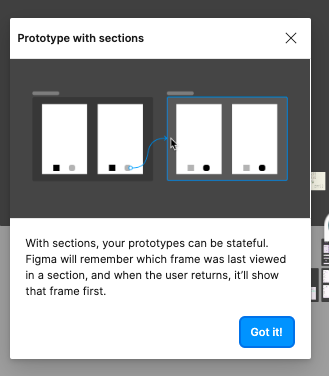 Prototype with sections
With sections, your prototypes can be stateful.
Figma will remember which frame was last viewed
in a section, and when the user returns, it'll show
that frame first.
Got it!